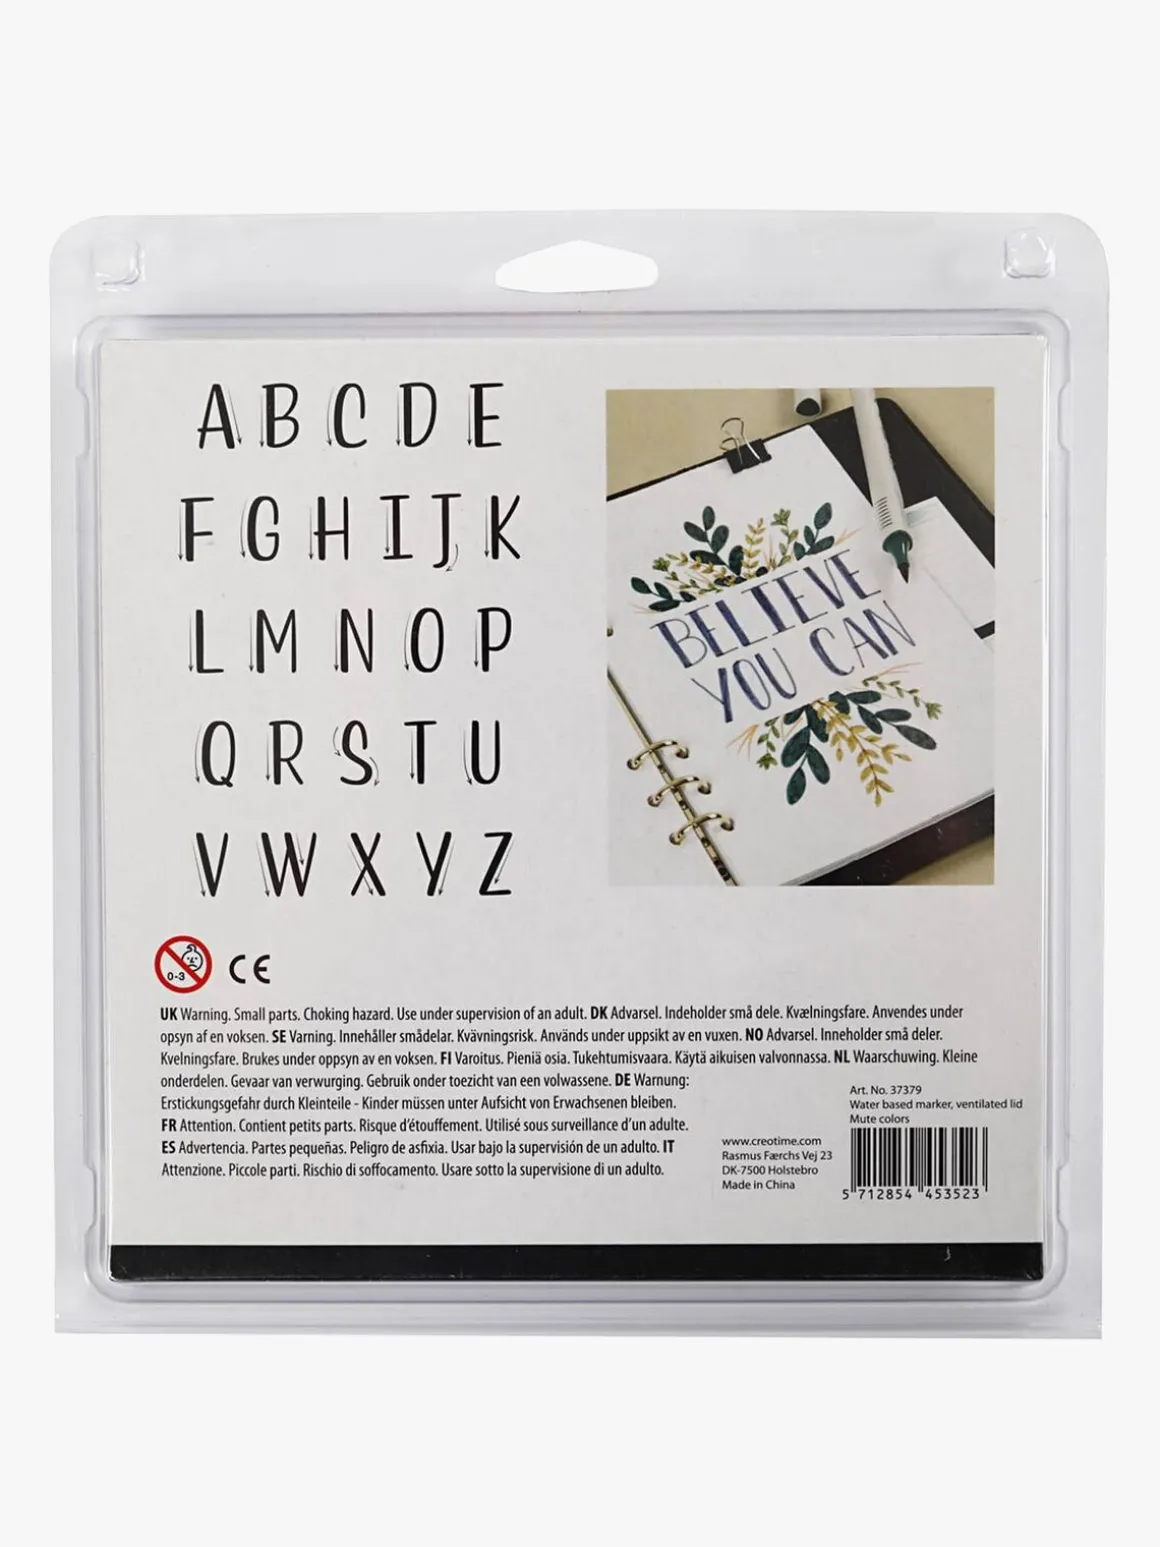 A B C D E
F G H I J K
L M N O P
Q R S T U
V W X Y Z
BELIEVE
YOU CAN
0-3
CE
UK Warning. Small parts. Choking hazard. Use under supervision of an adult. DK Advarsel. Indeholder små dele. Kvælningsfare. Anvendes under
opsyn af en voksen. SE Varning. Innehåller smådelar. Kvävningsrisk. Används under uppsikt av en vuxen. NO Advarsel. Inneholder små deler.
Kvelningsfare. Brukes under oppsyn av en voksen. FI Varoitus. Pieniä osia. Tukehtumisvaara. Käytä aikuisen valvonnassa. NL Waarschuwing. Kleine
onderdelen. Gevaar van verwurging. Gebruik onder toezicht van een volwassene. DE Warnung:
Erstickungsgefahr durch Kleinteile - Kinder müssen unter Aufsicht von Erwachsenen bleiben.
FR Attention. Contient petits parts. Risque d'étouffement. Utilisé sous surveillance d'un adulte.
ES Advertencia. Partes pequeñas. Peligro de asfixia. Usar bajo la supervisión de un adulto. IT
Attenzione. Piccole parti. Rischio di soffocamento. Usare sotto la supervisione di un adulto.
www.creotime.com
Rasmus Færchs Vej 23
DK-7500 Holstebro
Made in China
Art. No. 37379
Water based marker, ventilated lid
Mute colors
5 712854 453523